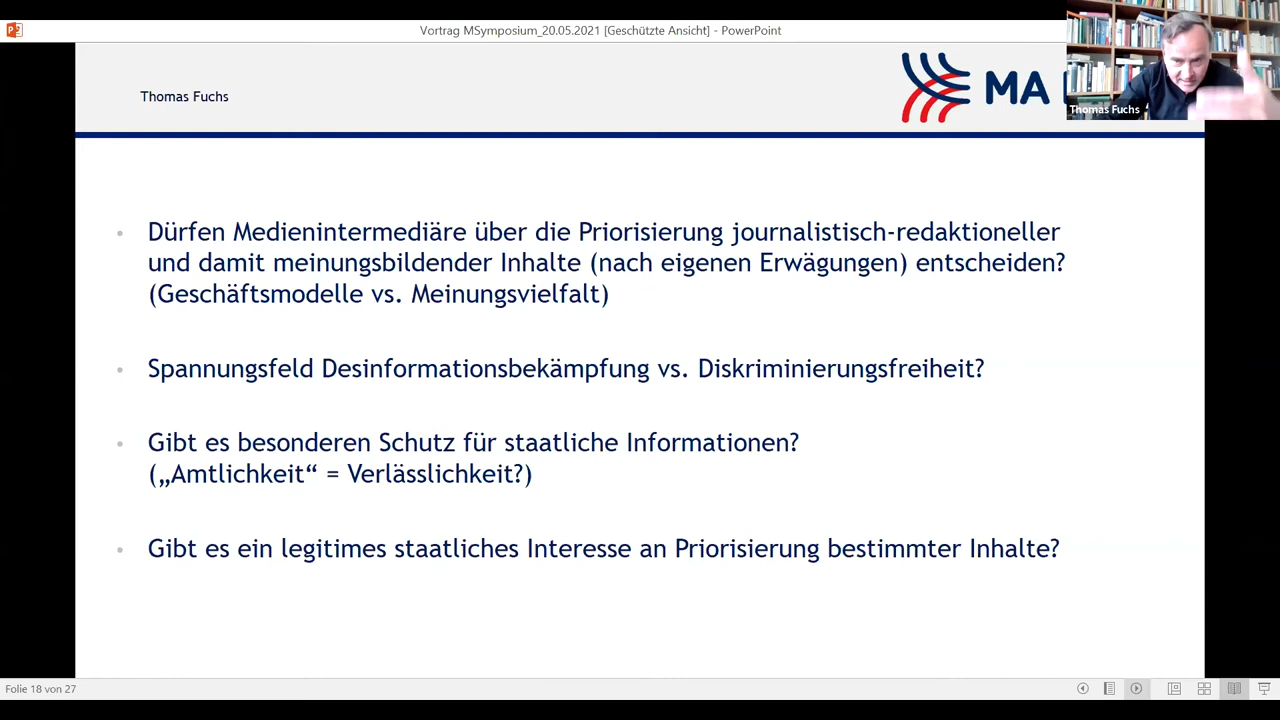 Vortrag MSymposium_20.05.2021 [Geschützte Ansicht] - PowerPoint
Thomas Fuchs
MA
Thomas Fuchs
Dürfen Medienintermediäre über die Priorisierung journalistisch-redaktioneller
und damit meinungsbildender Inhalte (nach eigenen Erwägungen) entscheiden?
(Geschäftsmodelle vs. Meinungsvielfalt)
Spannungsfeld Desinformationsbekämpfung vs. Diskriminierungsfreiheit?
Gibt es besonderen Schutz für staatliche Informationen?
(„Amtlichkeit“ = Verlässlichkeit?)
Gibt es ein legitimes staatliches Interesse an Priorisierung bestimmter Inhalte?
Folie 18 von 27